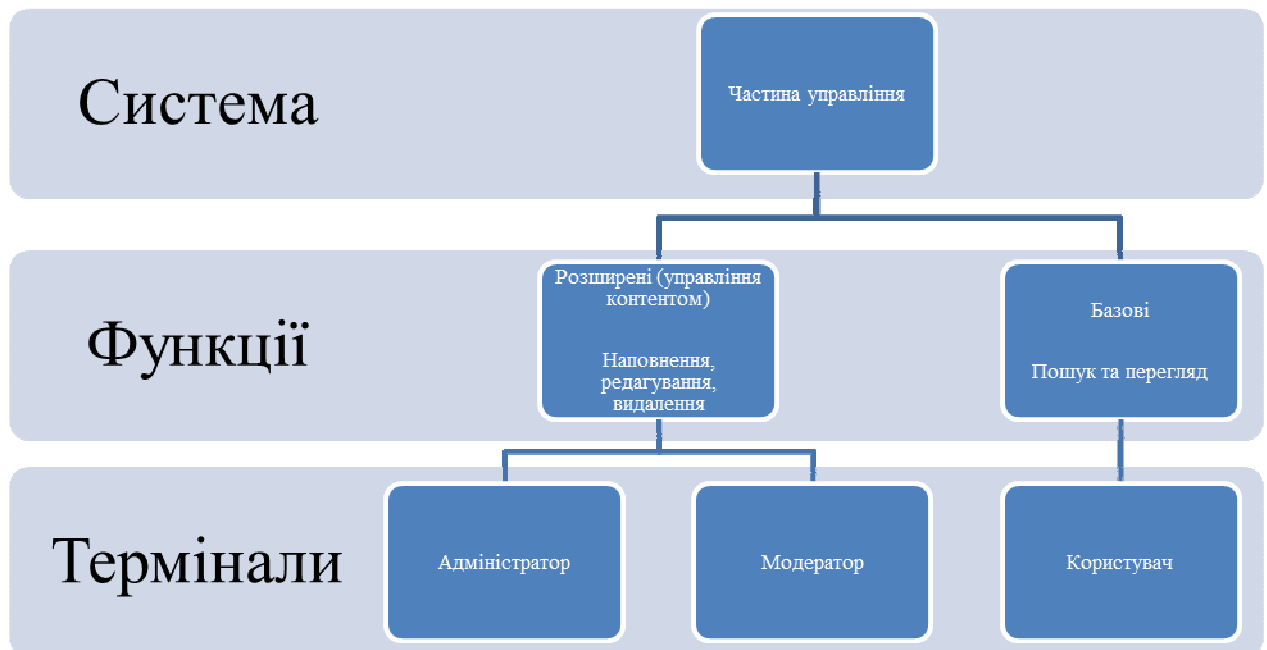 Система
Частина управління
Функції
Розширені (управління
контентом)
Наповнення,
редагування,
видалення
Базові
Пошук та перегляд
Термінали
Адміністратор
Модератор
Користувач